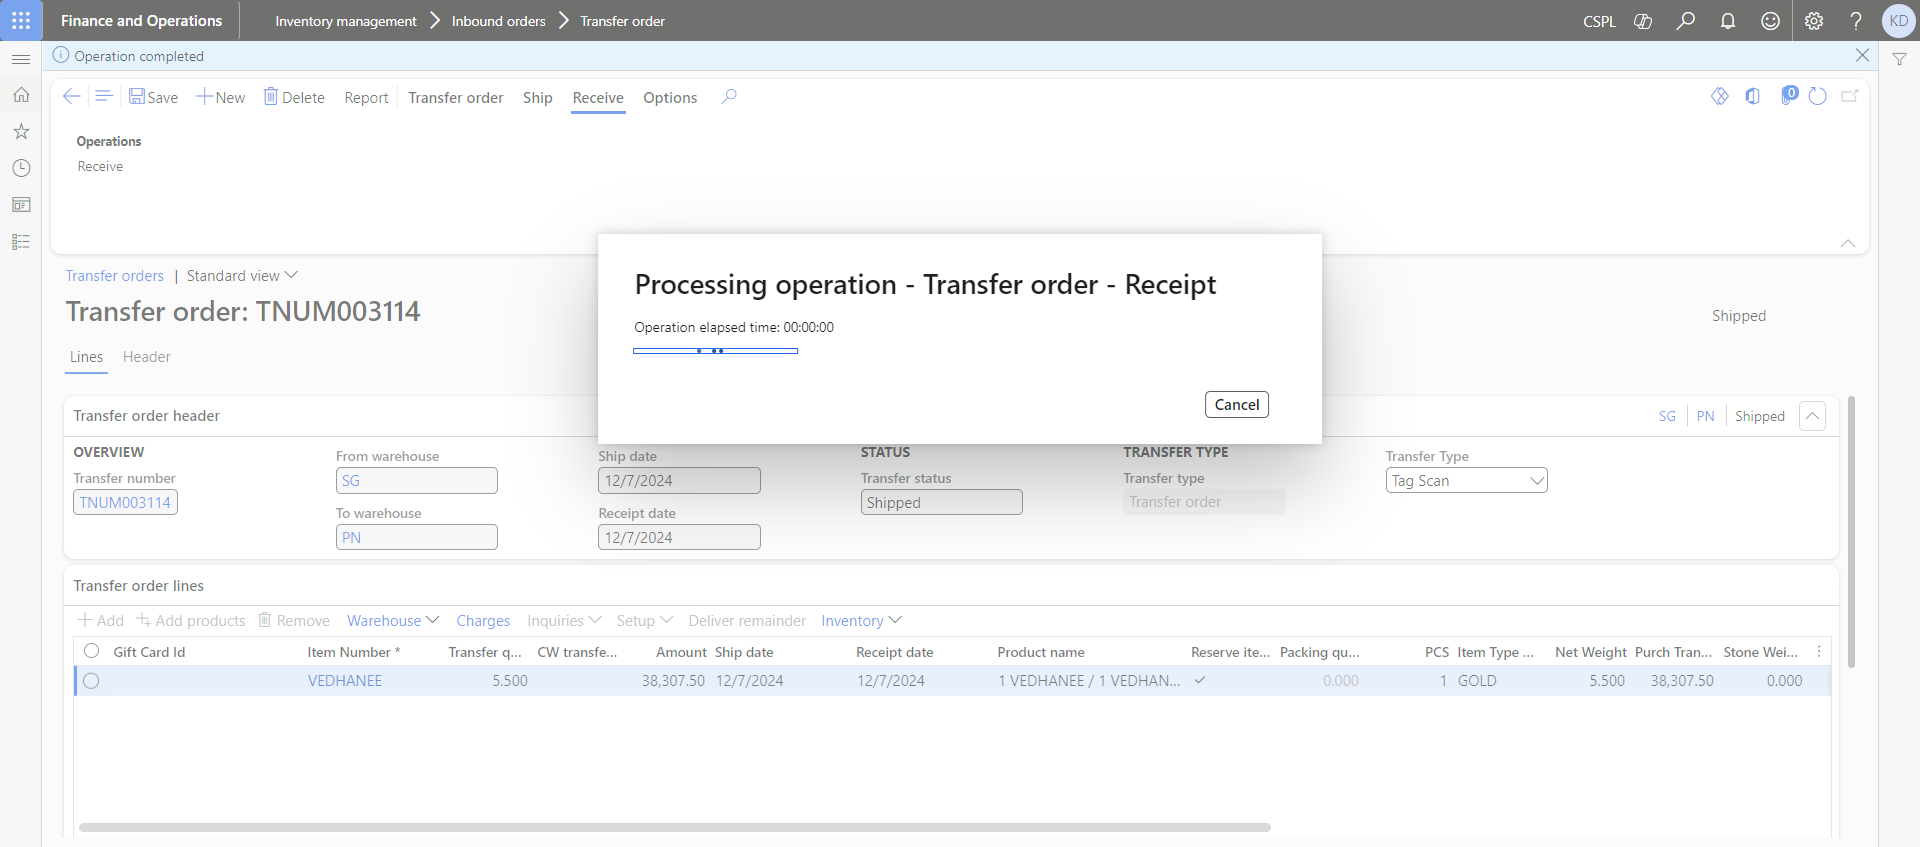 Finance and Operations
Inventory management
Inbound orders
Transfer order
CSPL
?
KD
Operation completed
Save
New
Delete
Report
Transfer order
Ship
Receive
Options
0
Operations
Receive
Transfer orders | Standard view
Transfer order: TNUM003114
Shipped
Lines
Header
Processing operation - Transfer order - Receipt
Operation elapsed time: 00:00:00
Cancel
Transfer order header
SG
PN
Shipped
OVERVIEW
Transfer number
TNUM003114
From warehouse
SG
To warehouse
PN
Ship date
12/7/2024
Receipt date
12/7/2024
STATUS
Transfer status
Shipped
TRANSFER TYPE
Transfer type
Transfer order
Transfer Type
Tag Scan
Transfer order lines
Add
Add products
Remove
Warehouse
Charges
Inquiries
Setup
Deliver remainder
Inventory
Gift Card Id Item Number * Transfer q... CW transfe... Amount Ship date Receipt date Product name Reserve ite... Packing qu... PCS Item Type ... Net Weight Purch Tran... Stone Wei...
VEDHANEE 5.500 38,307.50 12/7/2024 12/7/2024 1 VEDHANEE / 1 VEDHAN... 0.000 1 GOLD 5.500 38,307.50 0.000